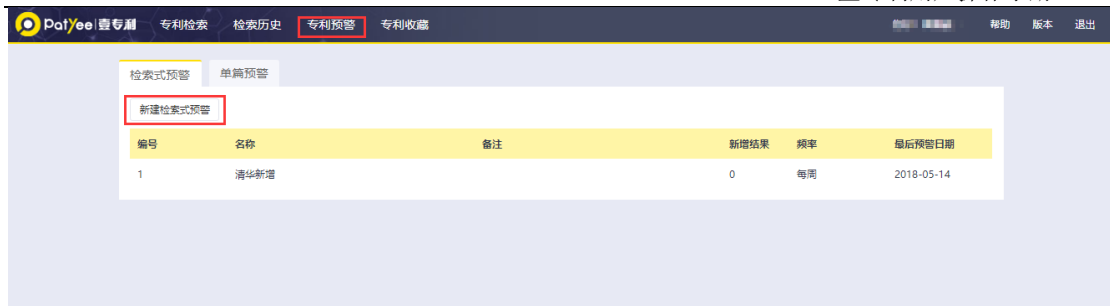 Patyee 壹专利 专利检索 检索历史 专利预警 专利收藏 帮助 版本 退出
检索式预警 单篇预警
新建检索式预警
编号 名称 备注 新增结果 频率 最后预警日期
1 清华新增 0 每周 2018-05-14